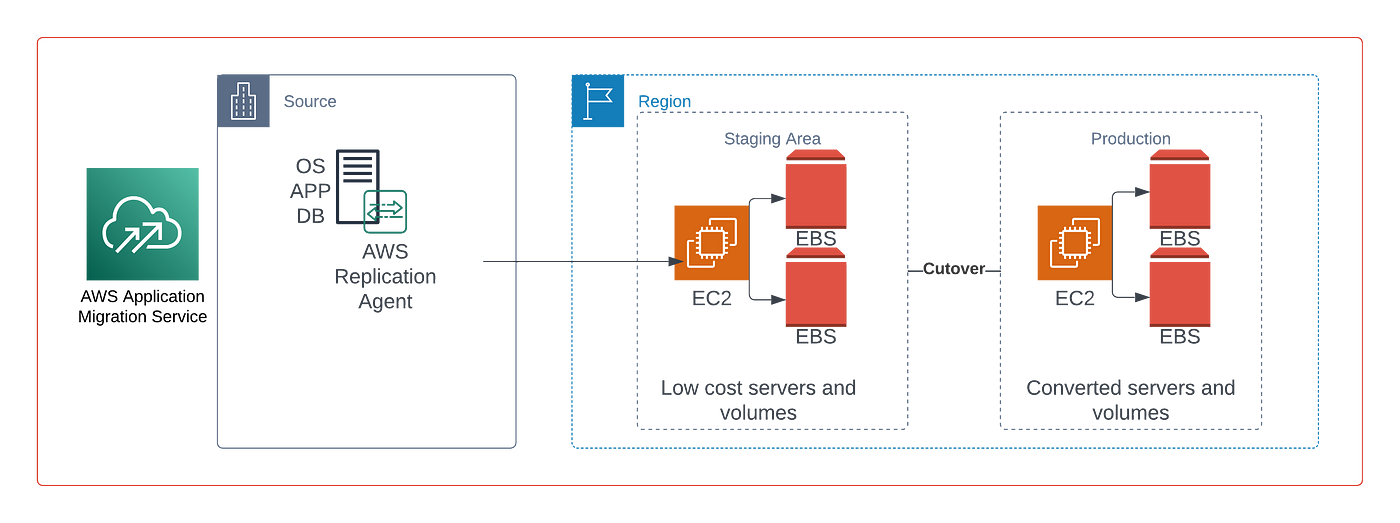 AWS Application
Migration Service
Source
OS
APP
DB
AWS
Replication
Agent
Region
Staging Area
EC2
EBS
EBS
Low cost servers and
volumes
Cutover
Production
EC2
EBS
EBS
Converted servers and
volumes